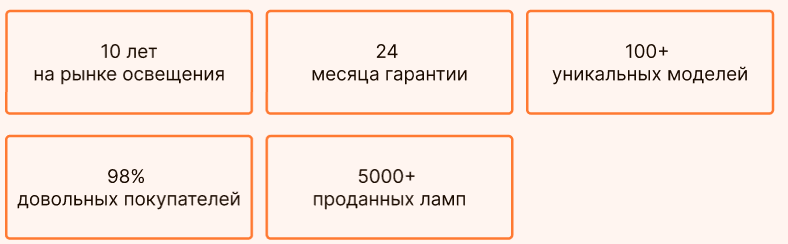 10 лет
на рынке освещения
24
месяца гарантии
100+
уникальных моделей
98%
довольных покупателей
5000+
проданных ламп